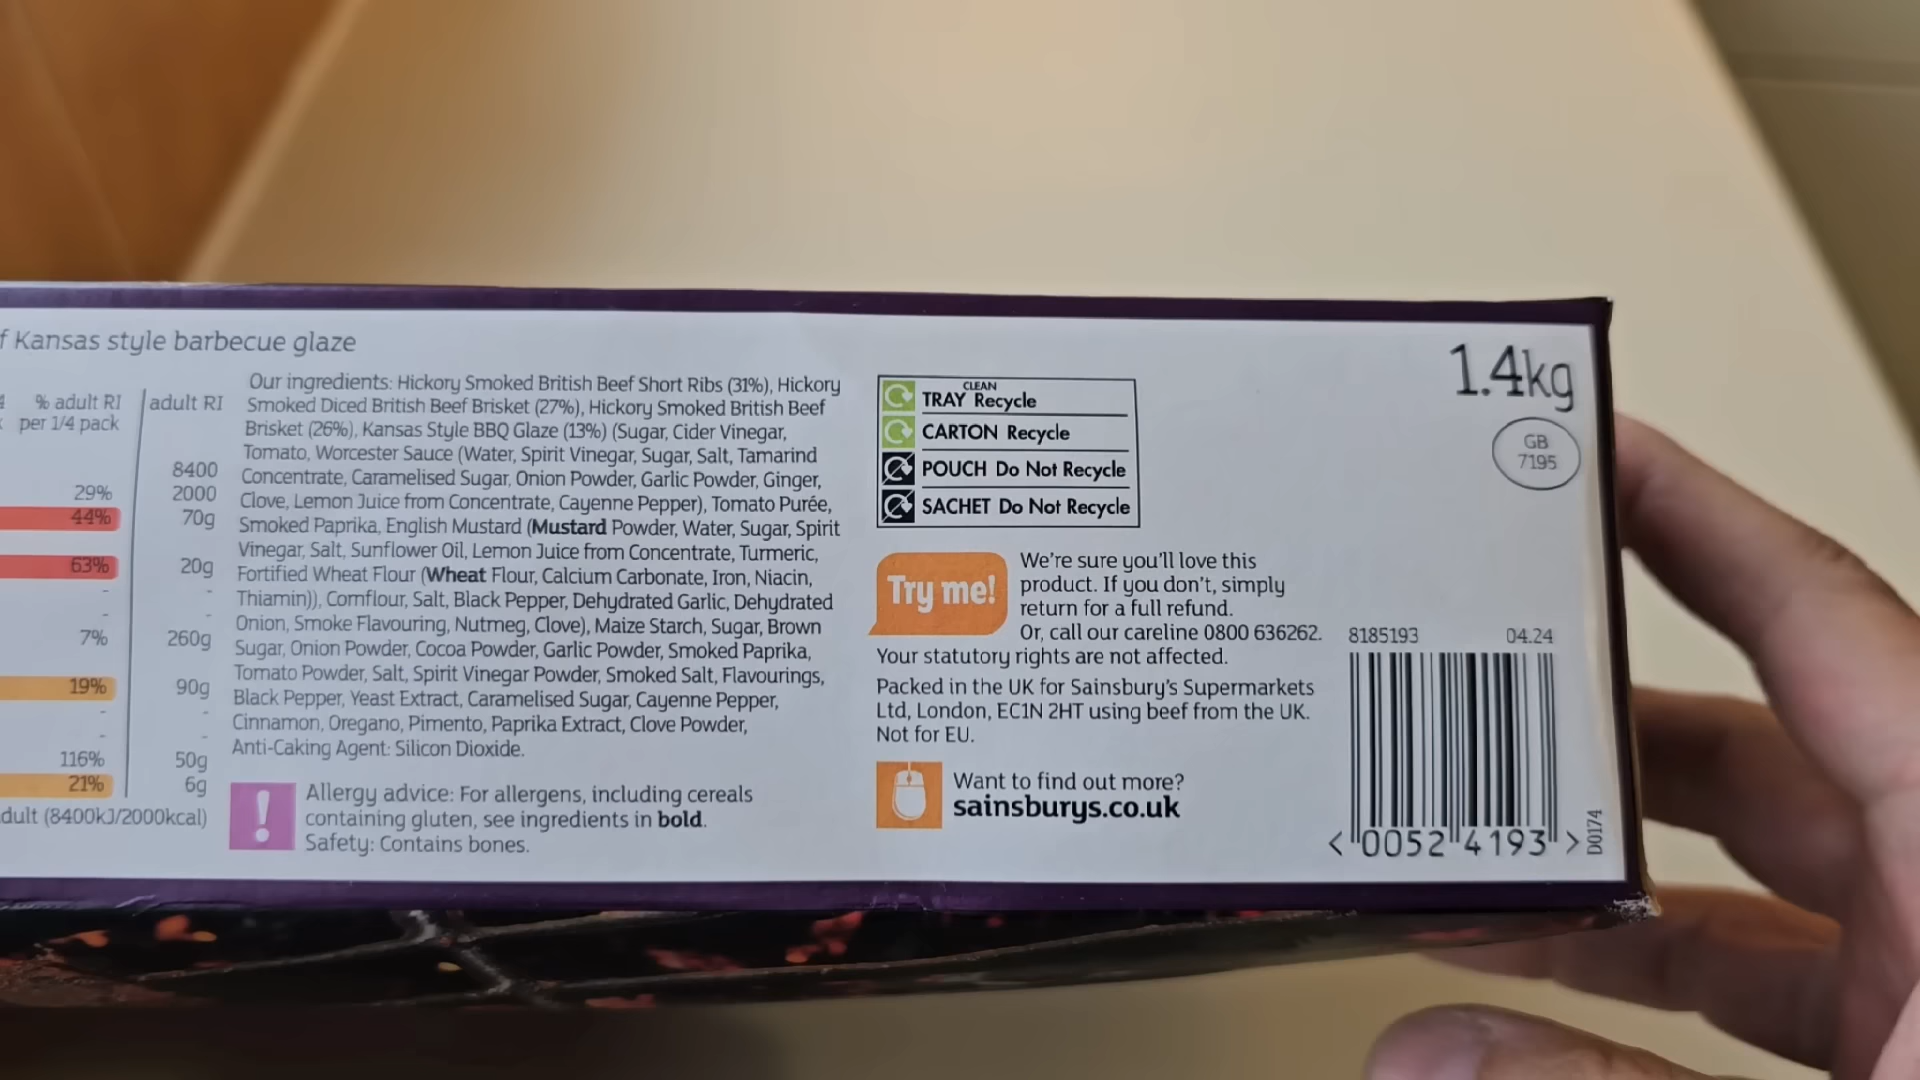 f Kansas style barbecue glaze
% adult RI
per 1/4 pack
adult RI
8400
29% 2000
44% 70g
63% 20g
- -
- -
7% 260g
19% 90g
- -
- -
116% 50g
21% 6g
dult (8400kJ/2000kcal)
Our ingredients: Hickory Smoked British Beef Short Ribs (31%), Hickory
Smoked Diced British Beef Brisket (27%), Hickory Smoked British Beef
Brisket (26%), Kansas Style BBQ Glaze (13%) (Sugar, Cider Vinegar,
Tomato, Worcester Sauce (Water, Spirit Vinegar, Sugar, Salt, Tamarind
Concentrate, Caramelised Sugar, Onion Powder, Garlic Powder, Ginger,
Clove, Lemon Juice from Concentrate, Cayenne Pepper), Tomato Purée,
Smoked Paprika, English Mustard (Mustard Powder, Water, Sugar, Spirit
Vinegar, Salt, Sunflower Oil, Lemon Juice from Concentrate, Turmeric,
Fortified Wheat Flour (Wheat Flour, Calcium Carbonate, Iron, Niacin,
Thiamin)), Cornflour, Salt, Black Pepper, Dehydrated Garlic, Dehydrated
Onion, Smoke Flavouring, Nutmeg, Clove), Maize Starch, Sugar, Brown
Sugar, Onion Powder, Cocoa Powder, Garlic Powder, Smoked Paprika,
Tomato Powder, Salt, Spirit Vinegar Powder, Smoked Salt, Flavourings,
Black Pepper, Yeast Extract, Caramelised Sugar, Cayenne Pepper,
Cinnamon, Oregano, Pimento, Paprika Extract, Clove Powder,
Anti-Caking Agent: Silicon Dioxide.
!
Allergy advice: For allergens, including cereals
containing gluten, see ingredients in bold.
Safety: Contains bones.
CLEAN
TRAY Recycle
CARTON Recycle
POUCH Do Not Recycle
SACHET Do Not Recycle
Try me!
We're sure you'll love this
product. If you don't, simply
return for a full refund.
Or, call our careline 0800 636262.
Your statutory rights are not affected.
Packed in the UK for Sainsbury's Supermarkets
Ltd, London, EC1N 2HT using beef from the UK.
Not for EU.
Want to find out more?
sainsburys.co.uk
1.4kg
GB
7195
8185193 04.24
< 0052 4193 >
D0174